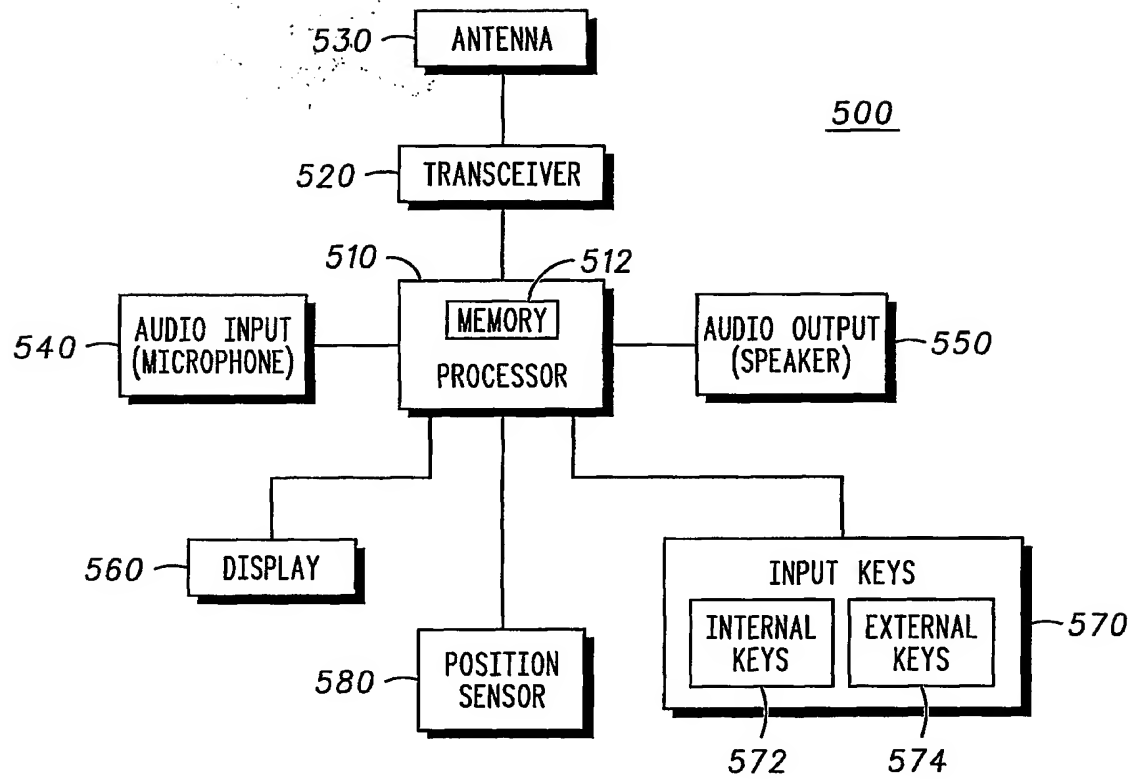 530
ANTENNA
500
520
TRANSCEIVER
510
512
MEMORY
PROCESSOR
540
AUDIO INPUT
(MICROPHONE)
AUDIO OUTPUT
(SPEAKER)
550
560
DISPLAY
580
POSITION
SENSOR
INPUT KEYS
INTERNAL
KEYS
EXTERNAL
KEYS
570
572
574